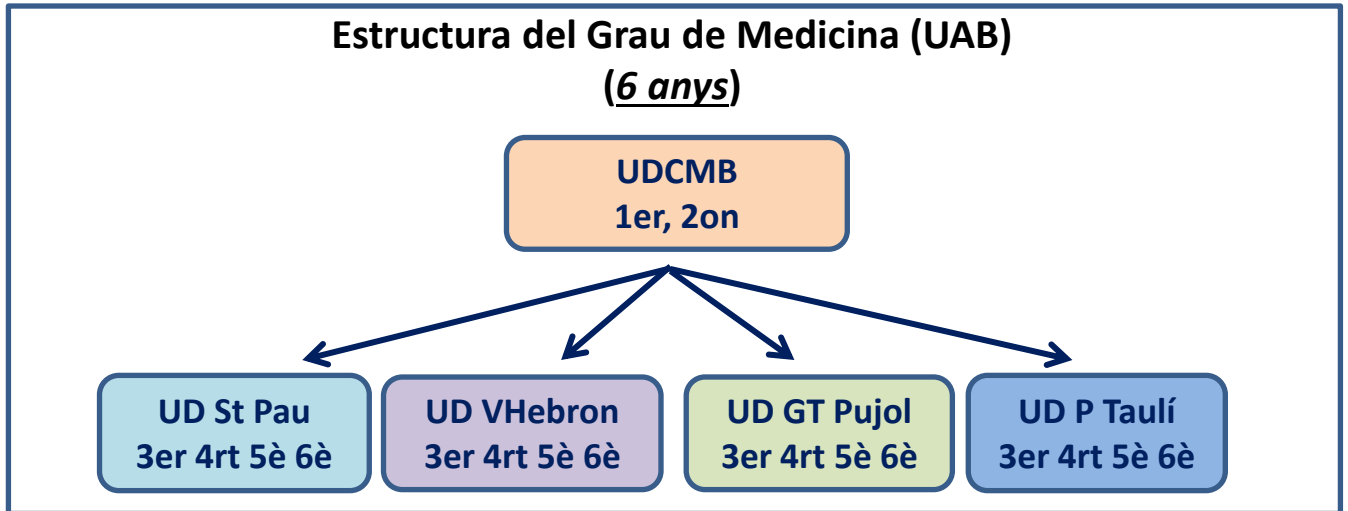 Estructura del Grau de Medicina (UAB)
(6 anys)
UDCMB
1er, 2on
UD St Pau
3er 4rt 5è 6è
UD VHebron
3er 4rt 5è 6è
UD GT Pujol
3er 4rt 5è 6è
UD P Taulí
3er 4rt 5è 6è